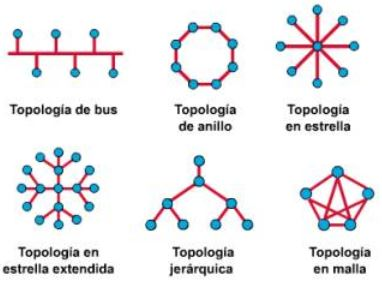 Topología de bus
Topología
de anillo
Topología
en estrella
Topología en
estrella extendida
Topología
jerárquica
Topología
en malla